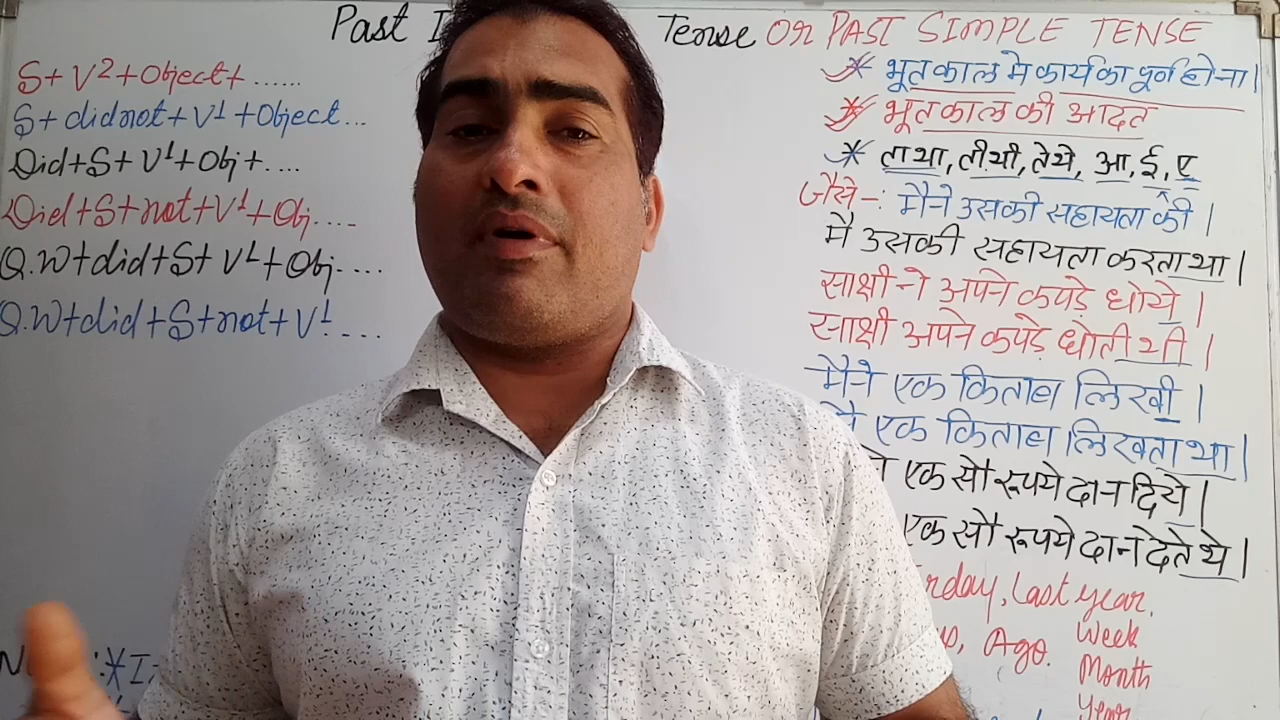 Past Tense OR PAST SIMPLE TENSE
S+V²+Object+......
S+didnot+V¹+Object...
Did+S+V¹+Obj+....
Did+S+not+V¹+Obj....
Q.W+did+S+V¹+Obj....
Q.W+did+S+not+V¹....
* भूतकाल मे कार्य का पूर्ण होना।
* भूतकाल की आदत
* ता था, ती थी, ते थे, आ, ई, ए
जैसे -: मैने उसकी सहायता की।
मै उसकी सहायता करता था।
साक्षी ने अपने कपड़े धोये।
साक्षी अपने कपड़े धोती थी।
मैने एक किताब लिखी।
एक किताब लिखता था।
एक सौ रूपये दान दिये।
एक सौ रूपये दान देते थे।
last year.
Ago. Week
Month
Year